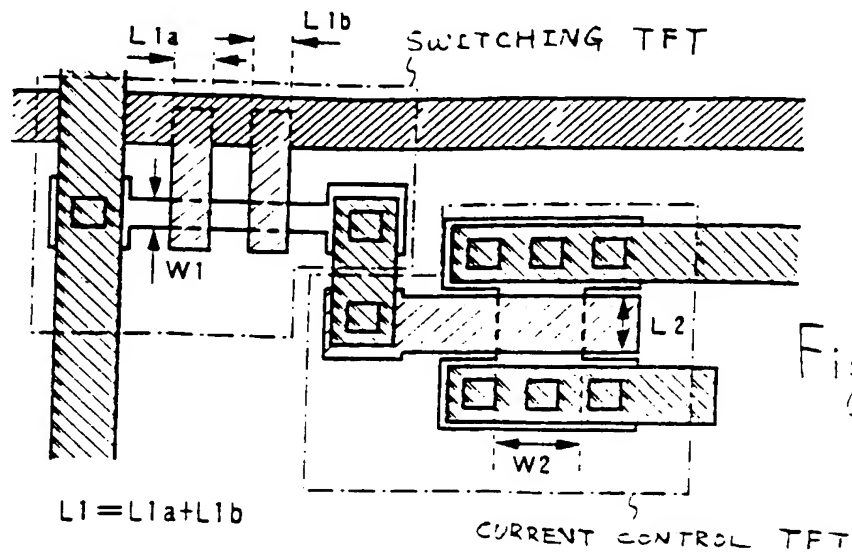 L1a
L1b
SWITCHING TFT
W1
L2
W2
L1=L1a+L1b
CURRENT CONTROL TFT